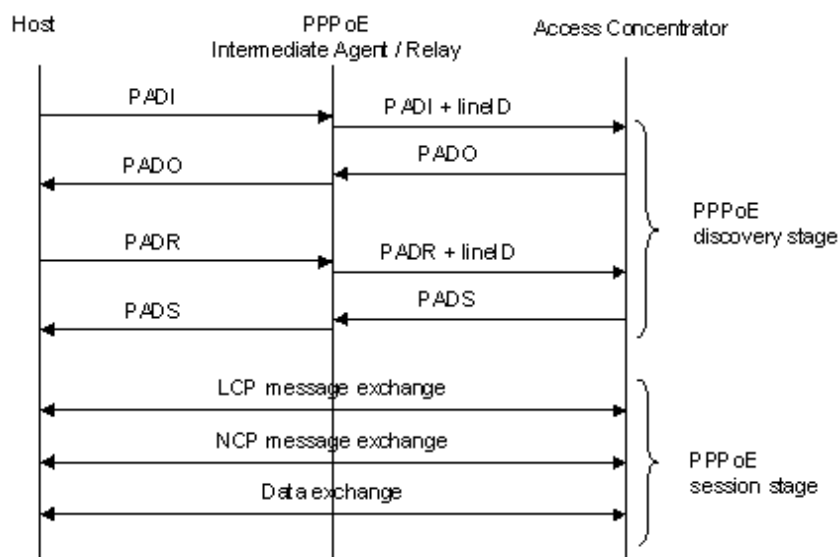 Host
PPPoE
Intermediate Agent / Relay
Access Concentrator
PADI
PADI + lineID
PADO
PADO
PADR
PADR + lineID
PADS
PADS
PPPoE
discovery stage
LCP message exchange
NCP message exchange
Data exchange
PPPoE
session stage